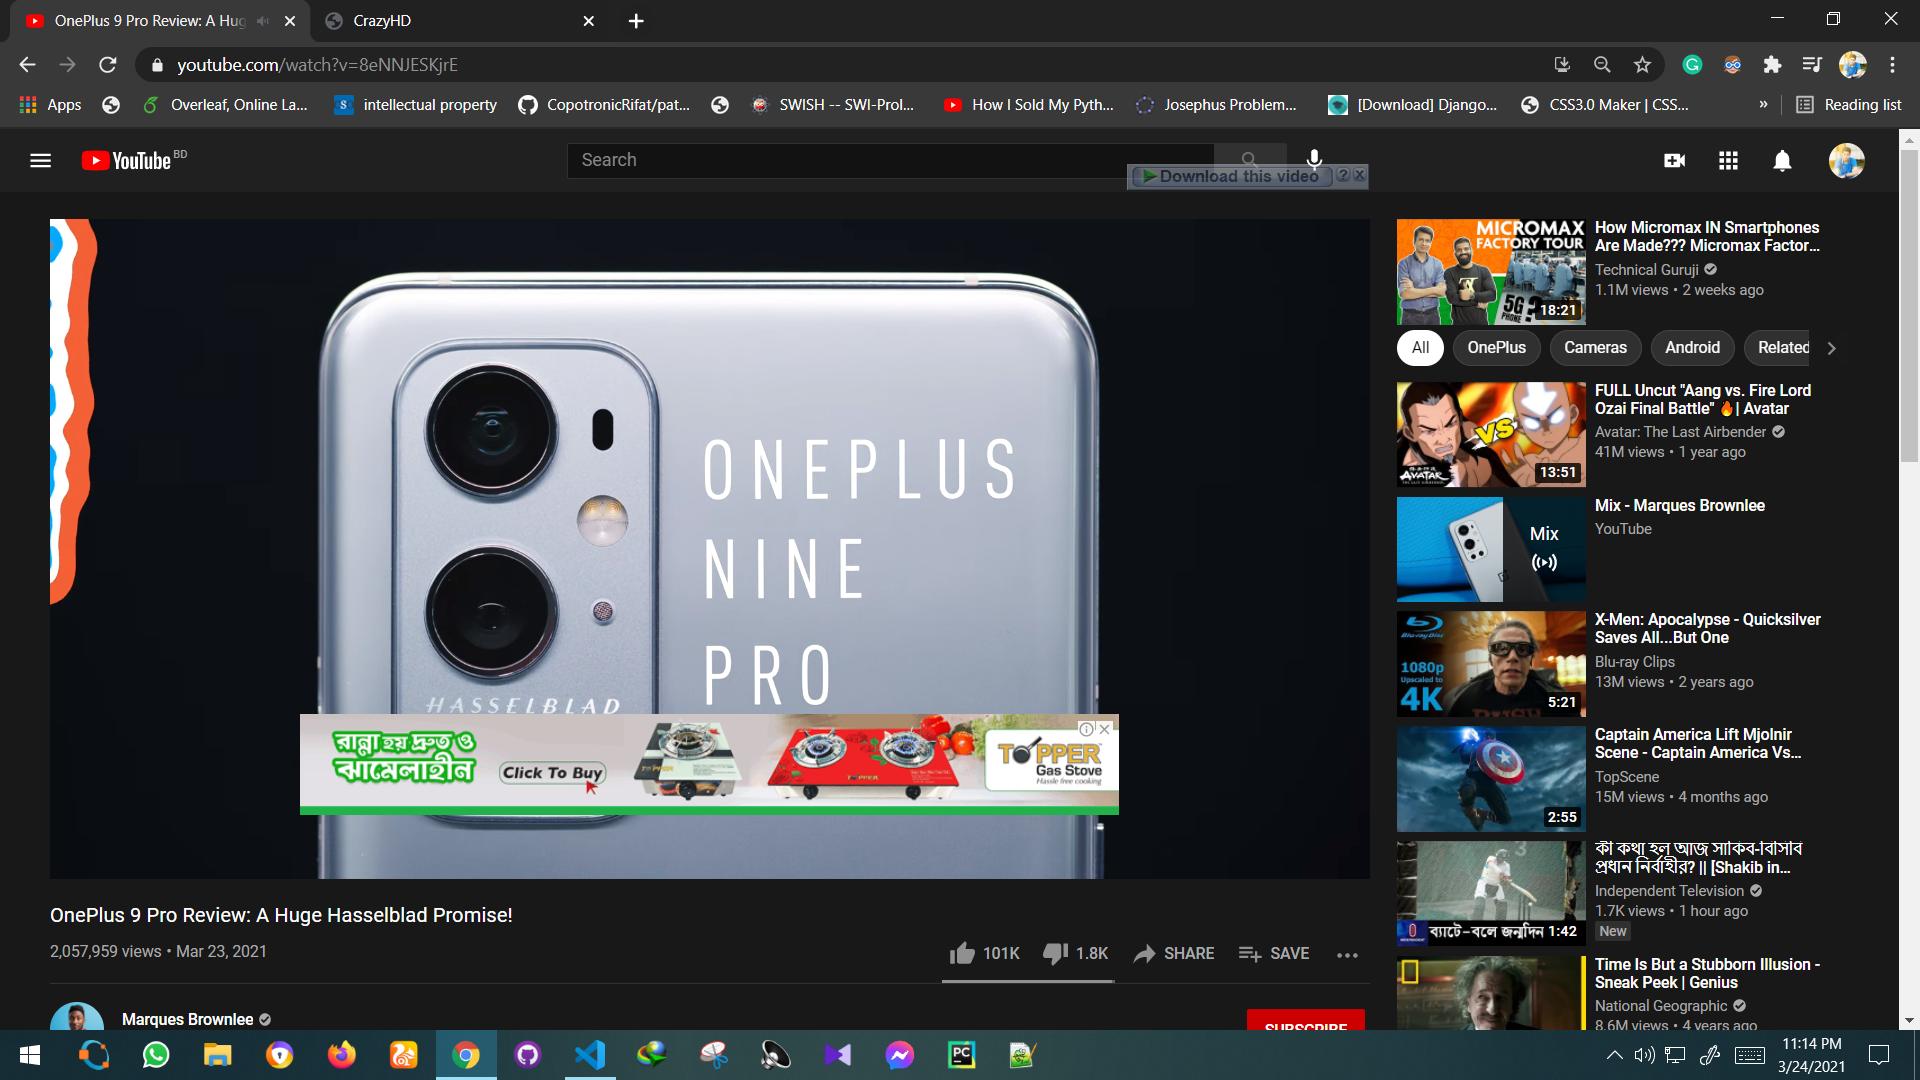 OnePlus 9 Pro Review: A Hug
CrazyHD
youtube.com/watch?v=8eNNJESKjrE
Apps
Overleaf, Online La...
intellectual property
CopotronicRifat/pat...
SWISH -- SWI-Prol...
How I Sold My Pyth...
Josephus Problem...
[Download] Django...
CSS3.0 Maker | CSS...
»
Reading list
YouTube BD
Search
Download this video
ONEPLUS
NINE
PRO
HASSELBLAD
রান্না হয় দ্রুত ও
ঝামেলাহীন
Click To Buy
TOPPER
Gas Stove
Hassle free cooking
OnePlus 9 Pro Review: A Huge Hasselblad Promise!
2,057,959 views • Mar 23, 2021
101K
1.8K
SHARE
SAVE
Marques Brownlee
SUBSCRIBE
MICROMAX
FACTORY TOUR
5G ?
PHONE
18:21
How Micromax IN Smartphones
Are Made??? Micromax Factor...
Technical Guruji
1.1M views • 2 weeks ago
All
OnePlus
Cameras
Android
Related
VS
AVATAR
13:51
FULL Uncut "Aang vs. Fire Lord
Ozai Final Battle" 🔥| Avatar
Avatar: The Last Airbender
41M views • 1 year ago
Mix
Mix - Marques Brownlee
YouTube
Blu-ray Disc
1080p
Upscaled to
4K
5:21
X-Men: Apocalypse - Quicksilver
Saves All...But One
Blu-ray Clips
13M views • 2 years ago
2:55
Captain America Lift Mjolnir
Scene - Captain America Vs...
TopScene
15M views • 4 months ago
3
ব্যাটে-বলে জন্মদিন
1:42
কী কথা হল আজ সাকিব-বিসিবি
প্রধান নির্বাহীর? || [Shakib in...
Independent Television
1.7K views • 1 hour ago
New
Time Is But a Stubborn Illusion -
Sneak Peek | Genius
National Geographic
8.6M views • 4 years ago
11:14 PM
3/24/2021